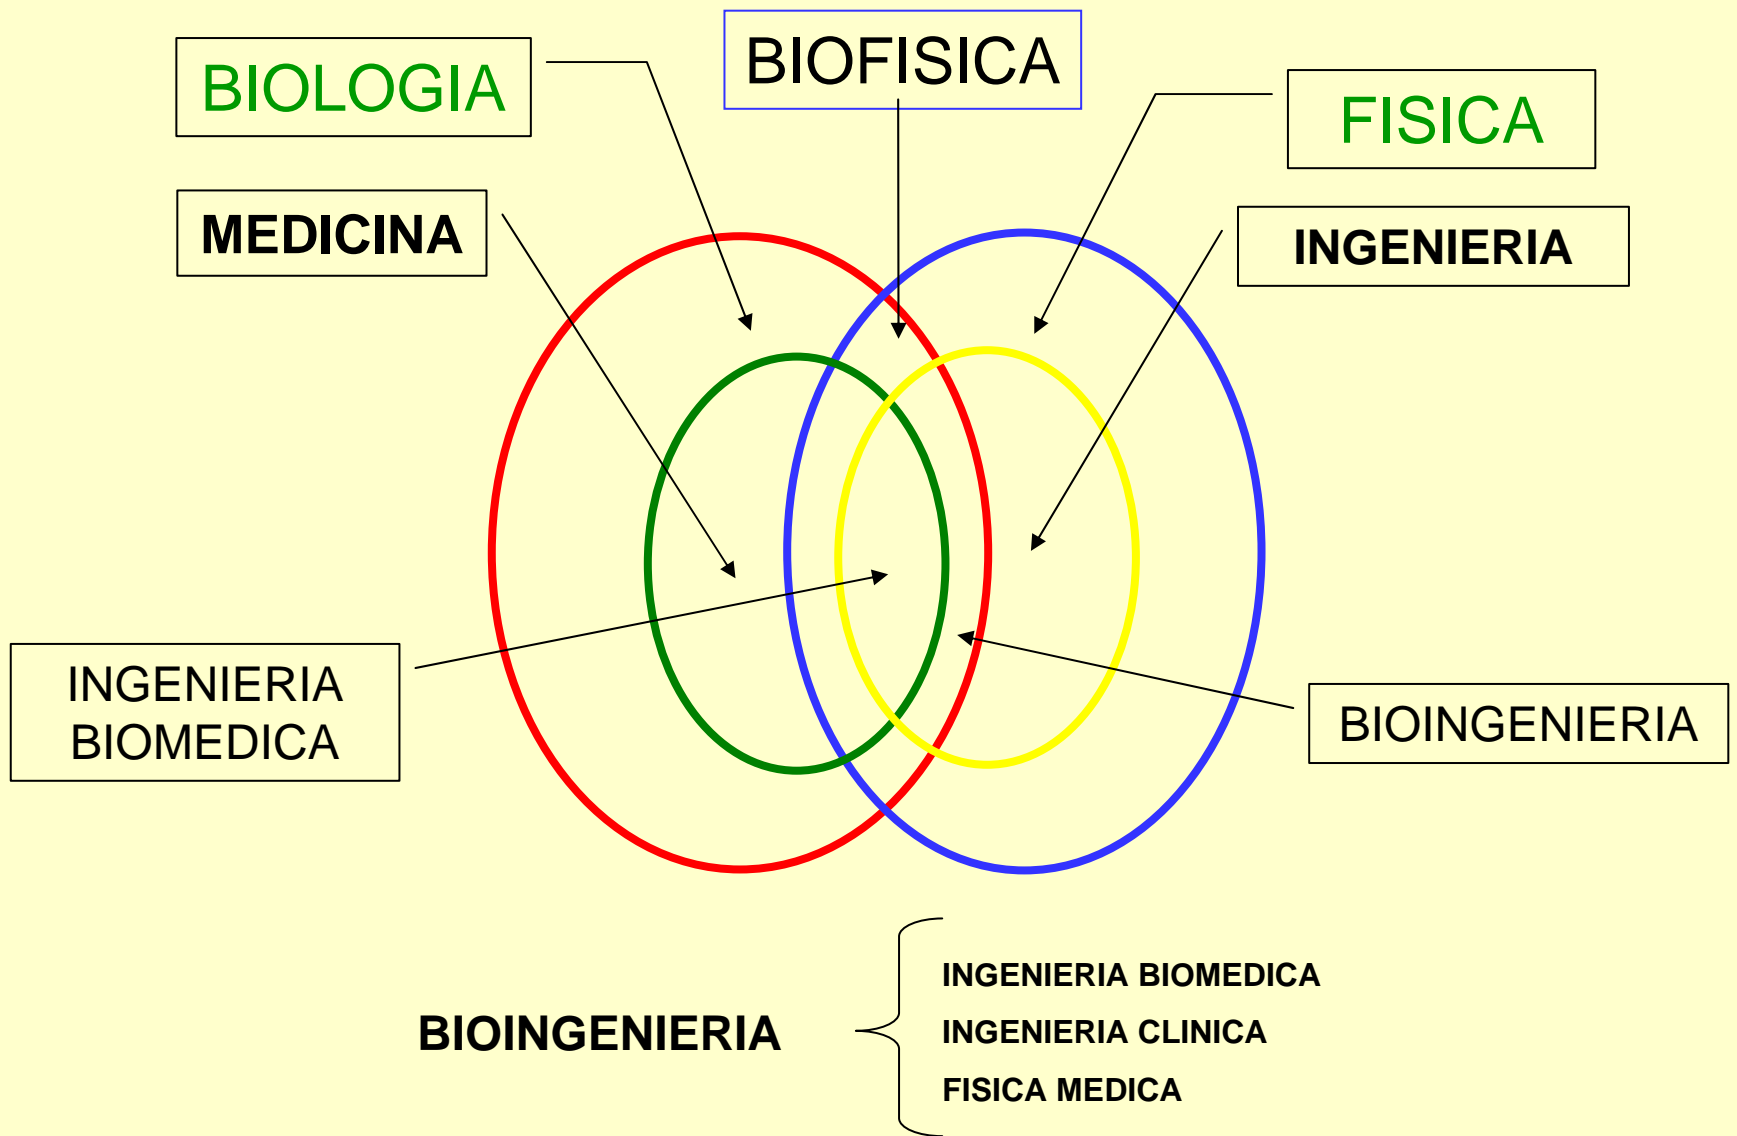 BIOFISICA
BIOLOGIA
FISICA
MEDICINA
INGENIERIA
INGENIERIA
BIOMEDICA
BIOINGENIERIA
INGENIERIA BIOMEDICA
BIOINGENIERIA
INGENIERIA CLINICA
FISICA MEDICA